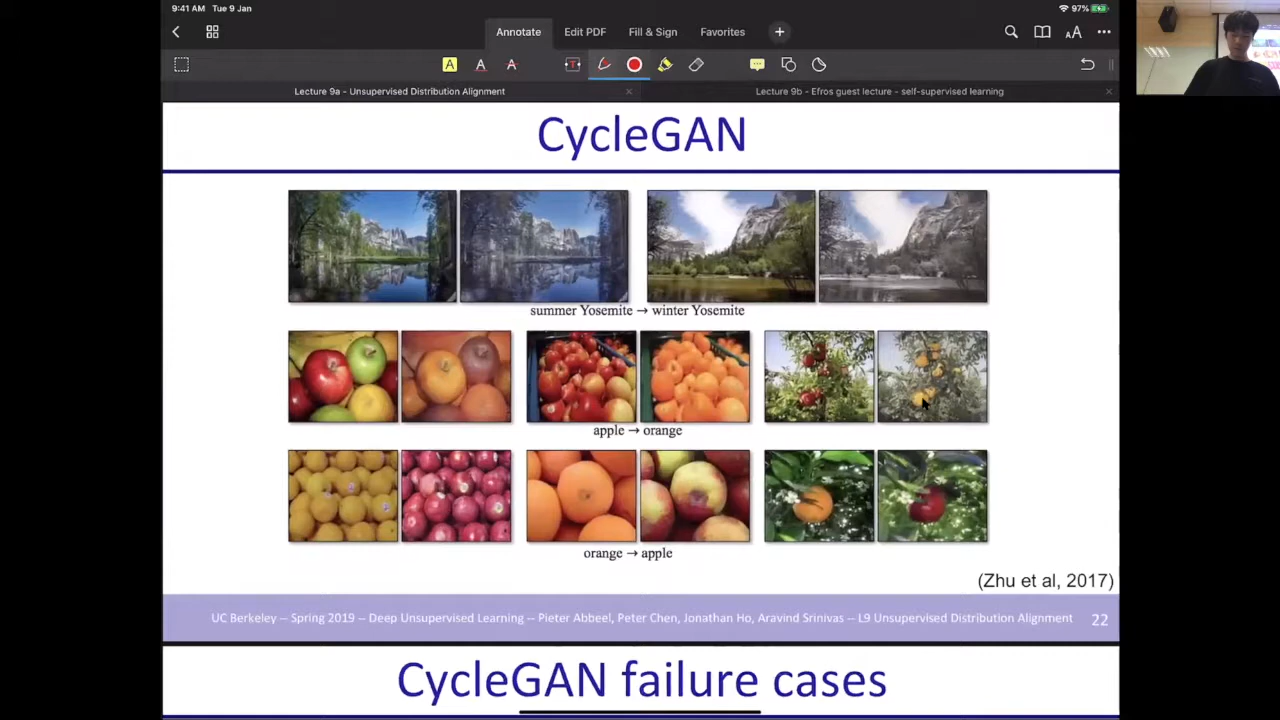 9:41 AM Tue 9 Jan
97%
Annotate Edit PDF Fill & Sign Favorites
Lecture 9a - Unsupervised Distribution Alignment
Lecture 9b - Efros guest lecture - self-supervised learning
CycleGAN
summer Yosemite → winter Yosemite
apple → orange
orange → apple
(Zhu et al, 2017)
UC Berkeley -- Spring 2019 -- Deep Unsupervised Learning -- Pieter Abbeel, Peter Chen, Jonathan Ho, Aravind Srinivas -- L9 Unsupervised Distribution Alignment 22
CycleGAN failure cases